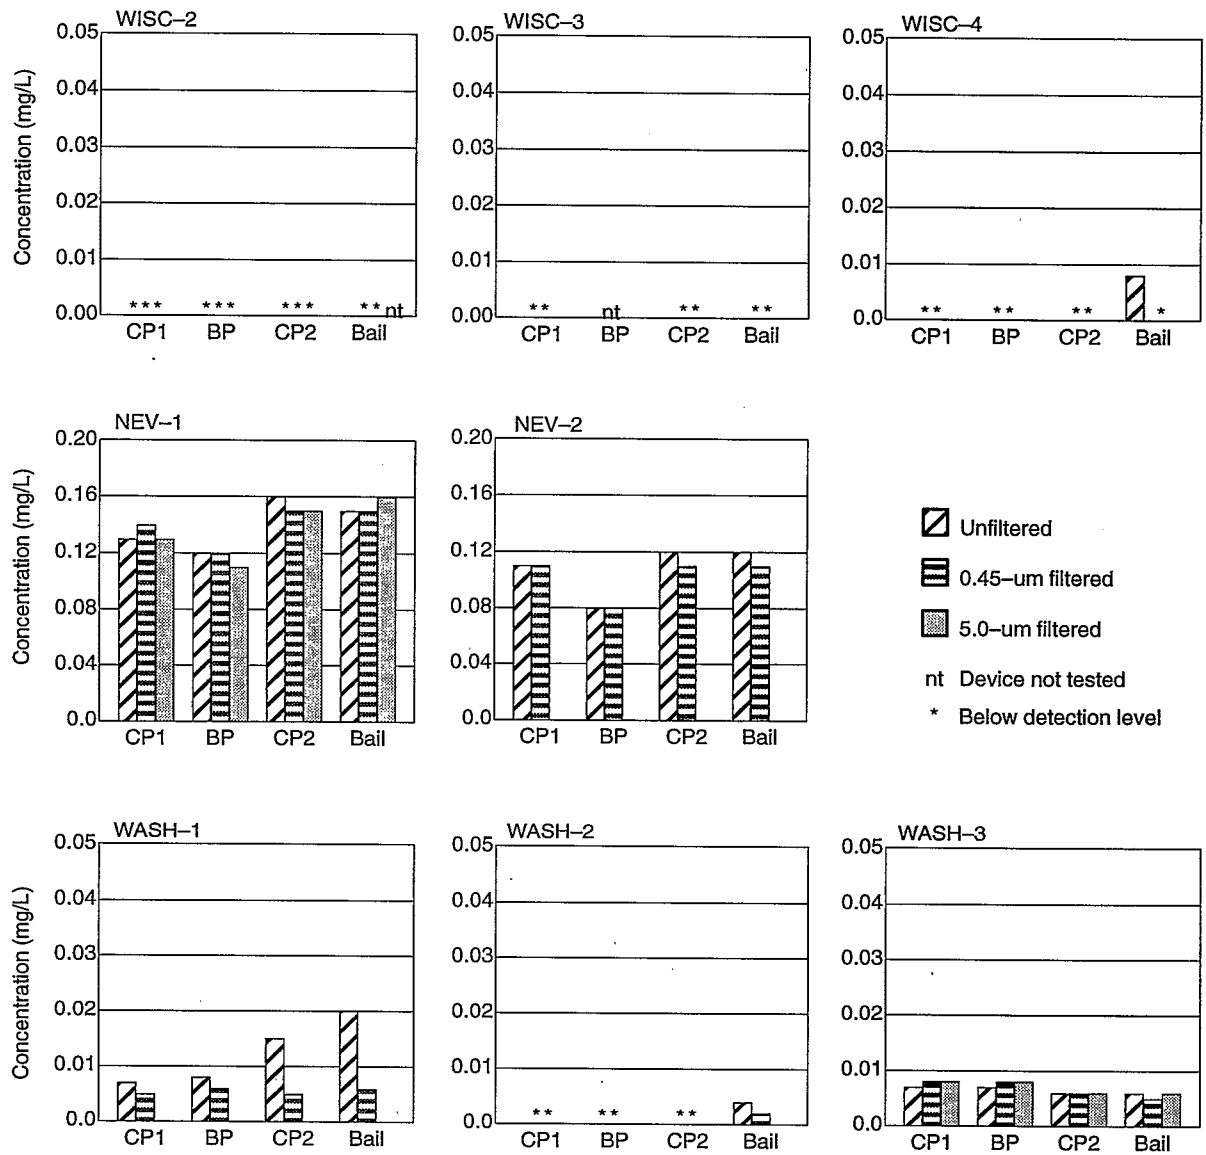 WISC–2
Concentration (mg/L)
0.05
0.04
0.03
0.02
0.01
0.00
*** *** *** ** nt
CP1 BP CP2 Bail
WISC–3
0.05
0.04
0.03
0.02
0.01
0.00
** nt ** **
CP1 BP CP2 Bail
WISC–4
0.05
0.04
0.03
0.02
0.01
0.0
** ** ** *
CP1 BP CP2 Bail
NEV–1
Concentration (mg/L)
0.20
0.16
0.12
0.08
0.04
0.0
CP1 BP CP2 Bail
NEV–2
0.20
0.16
0.12
0.08
0.04
0.0
CP1 BP CP2 Bail
Unfiltered
0.45–um filtered
5.0–um filtered
nt Device not tested
* Below detection level
WASH–1
Concentration (mg/L)
0.05
0.04
0.03
0.02
0.01
0.0
CP1 BP CP2 Bail
WASH–2
0.05
0.04
0.03
0.02
0.01
0.0
** ** **
CP1 BP CP2 Bail
WASH–3
0.05
0.04
0.03
0.02
0.01
0.0
CP1 BP CP2 Bail